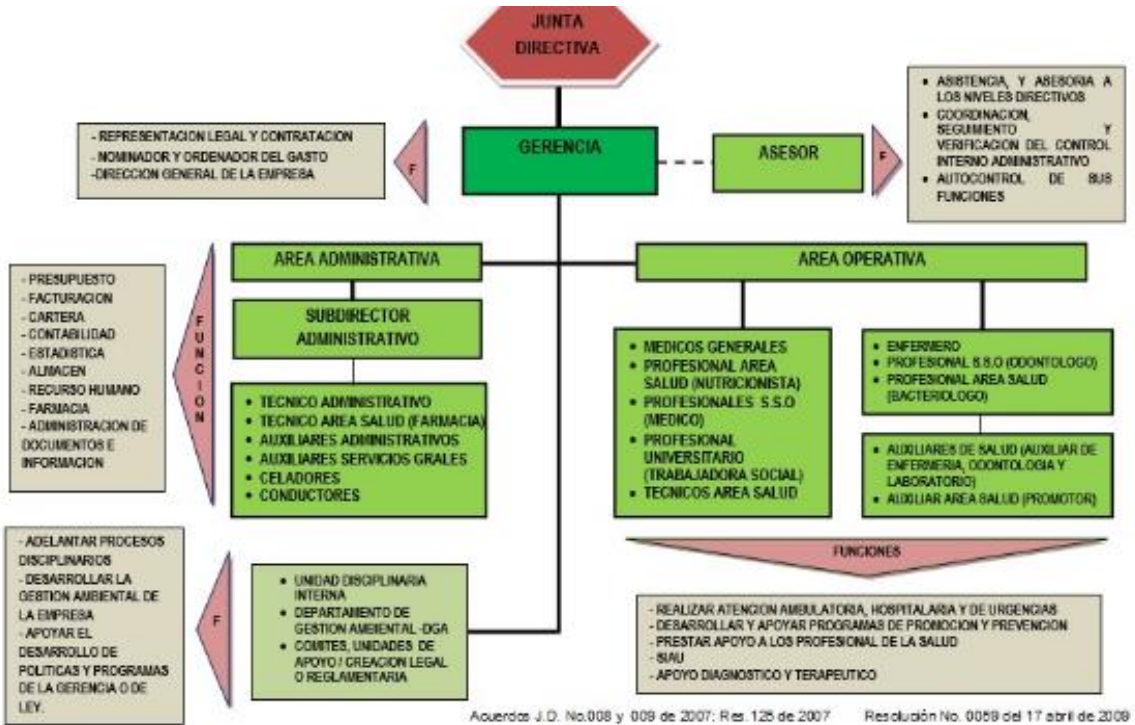 JUNTA
DIRECTIVA
- REPRESENTACION LEGAL Y CONTRATACION
- NOMINADOR Y ORDENADOR DEL GASTO
-DIRECCION GENERAL DE LA EMPRESA
F
GERENCIA
ASESOR
F
• ASISTENCIA, Y ASESORIA A
LOS NIVELES DIRECTIVOS
• COORDINACION,
SEGUIMIENTO Y
VERIFICACION DEL CONTROL
INTERNO ADMINISTRATIVO
• AUTOCONTROL DE SUS
FUNCIONES
- PRESUPUESTO
- FACTURACION
- CARTERA
- CONTABILIDAD
- ESTADISTICA
- ALMACEN
- RECURSO HUMANO
- FARMACIA
- ADMINISTRACION DE
DOCUMENTOS E
INFORMACION
FUNCION
AREA ADMINISTRATIVA
SUBDIRECTOR
ADMINISTRATIVO
• TECNICO ADMINISTRATIVO
• TECNICO AREA SALUD (FARMACIA)
• AUXILIARES ADMINISTRATIVOS
• AUXILIARES SERVICIOS GRALES
• CELADORES
• CONDUCTORES
AREA OPERATIVA
• MEDICOS GENERALES
• PROFESIONAL AREA
SALUD (NUTRICIONISTA)
• PROFESIONALES S.S.O
(MEDICO)
• PROFESIONAL
UNIVERSITARIO
(TRABAJADORA SOCIAL)
• TECNICOS AREA SALUD
• ENFERMERO
• PROFESIONAL S.S.O (ODONTOLOGO)
• PROFESIONAL AREA SALUD
(BACTERIOLOGO)
• AUXILIARES DE SALUD (AUXILIAR DE
ENFERMERIA, ODONTOLOGIA Y
LABORATORIO)
• AUXILIAR AREA SALUD (PROMOTOR)
- ADELANTAR PROCESOS
DISCIPLINARIOS
- DESARROLLAR LA
GESTION AMBIENTAL DE
LA EMPRESA
- APOYAR EL
DESARROLLO DE
POLITICAS Y PROGRAMAS
DE LA GERENCIA O DE
LEY.
F
• UNIDAD DISCIPLINARIA
INTERNA
• DEPARTAMENTO DE
GESTION AMBIENTAL -DGA
• COMITES, UNIDADES DE
APOYO / CREACION LEGAL
O REGLAMENTARIA
FUNCIONES
- REALIZAR ATENCION AMBULATORIA, HOSPITALARIA Y DE URGENCIAS
- DESARROLLAR Y APOYAR PROGRAMAS DE PROMOCION Y PREVENCION
- PRESTAR APOYO A LOS PROFESIONAL DE LA SALUD
- SIAU
- APOYO DIAGNOSTICO Y TERAPEUTICO
Acuerdos J.D. No.008 y 009 de 2007; Res. 125 de 2007 Resolución No. 0059 del 17 abril de 2009